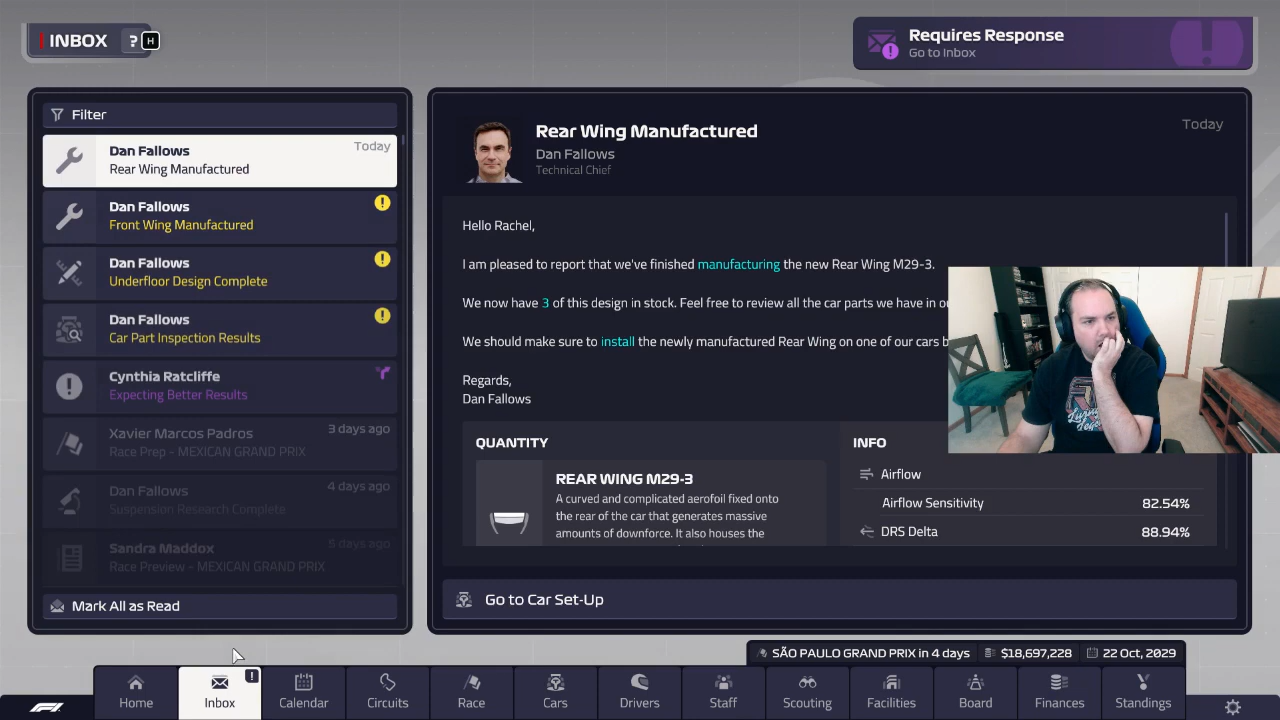 INBOX
? H
Requires Response
Go to Inbox
Filter
Dan Fallows
Today
Rear Wing Manufactured
Dan Fallows
Front Wing Manufactured
Dan Fallows
Underfloor Design Complete
Dan Fallows
Car Part Inspection Results
Cynthia Ratcliffe
Expecting Better Results
Xavier Marcos Padros
3 days ago
Race Prep - MEXICAN GRAND PRIX
Dan Fallows
4 days ago
Suspension Research Complete
Sandra Maddox
5 days ago
Race Preview - MEXICAN GRAND PRIX
Mark All as Read
Rear Wing Manufactured
Today
Dan Fallows
Technical Chief
Hello Rachel,
I am pleased to report that we've finished manufacturing the new Rear Wing M29-3.
We now have 3 of this design in stock. Feel free to review all the car parts we have in
We should make sure to install the newly manufactured Rear Wing on one of our cars
Regards,
Dan Fallows
QUANTITY
REAR WING M29-3
A curved and complicated aerofoil fixed onto
the rear of the car that generates massive
amounts of downforce. It also houses the
INFO
Airflow
Airflow Sensitivity 82.54%
DRS Delta 88.94%
Go to Car Set-Up
SÃO PAULO GRAND PRIX in 4 days
$18,697,228
22 Oct, 2029
Home
Inbox
Calendar
Circuits
Race
Cars
Drivers
Staff
Scouting
Facilities
Board
Finances
Standings